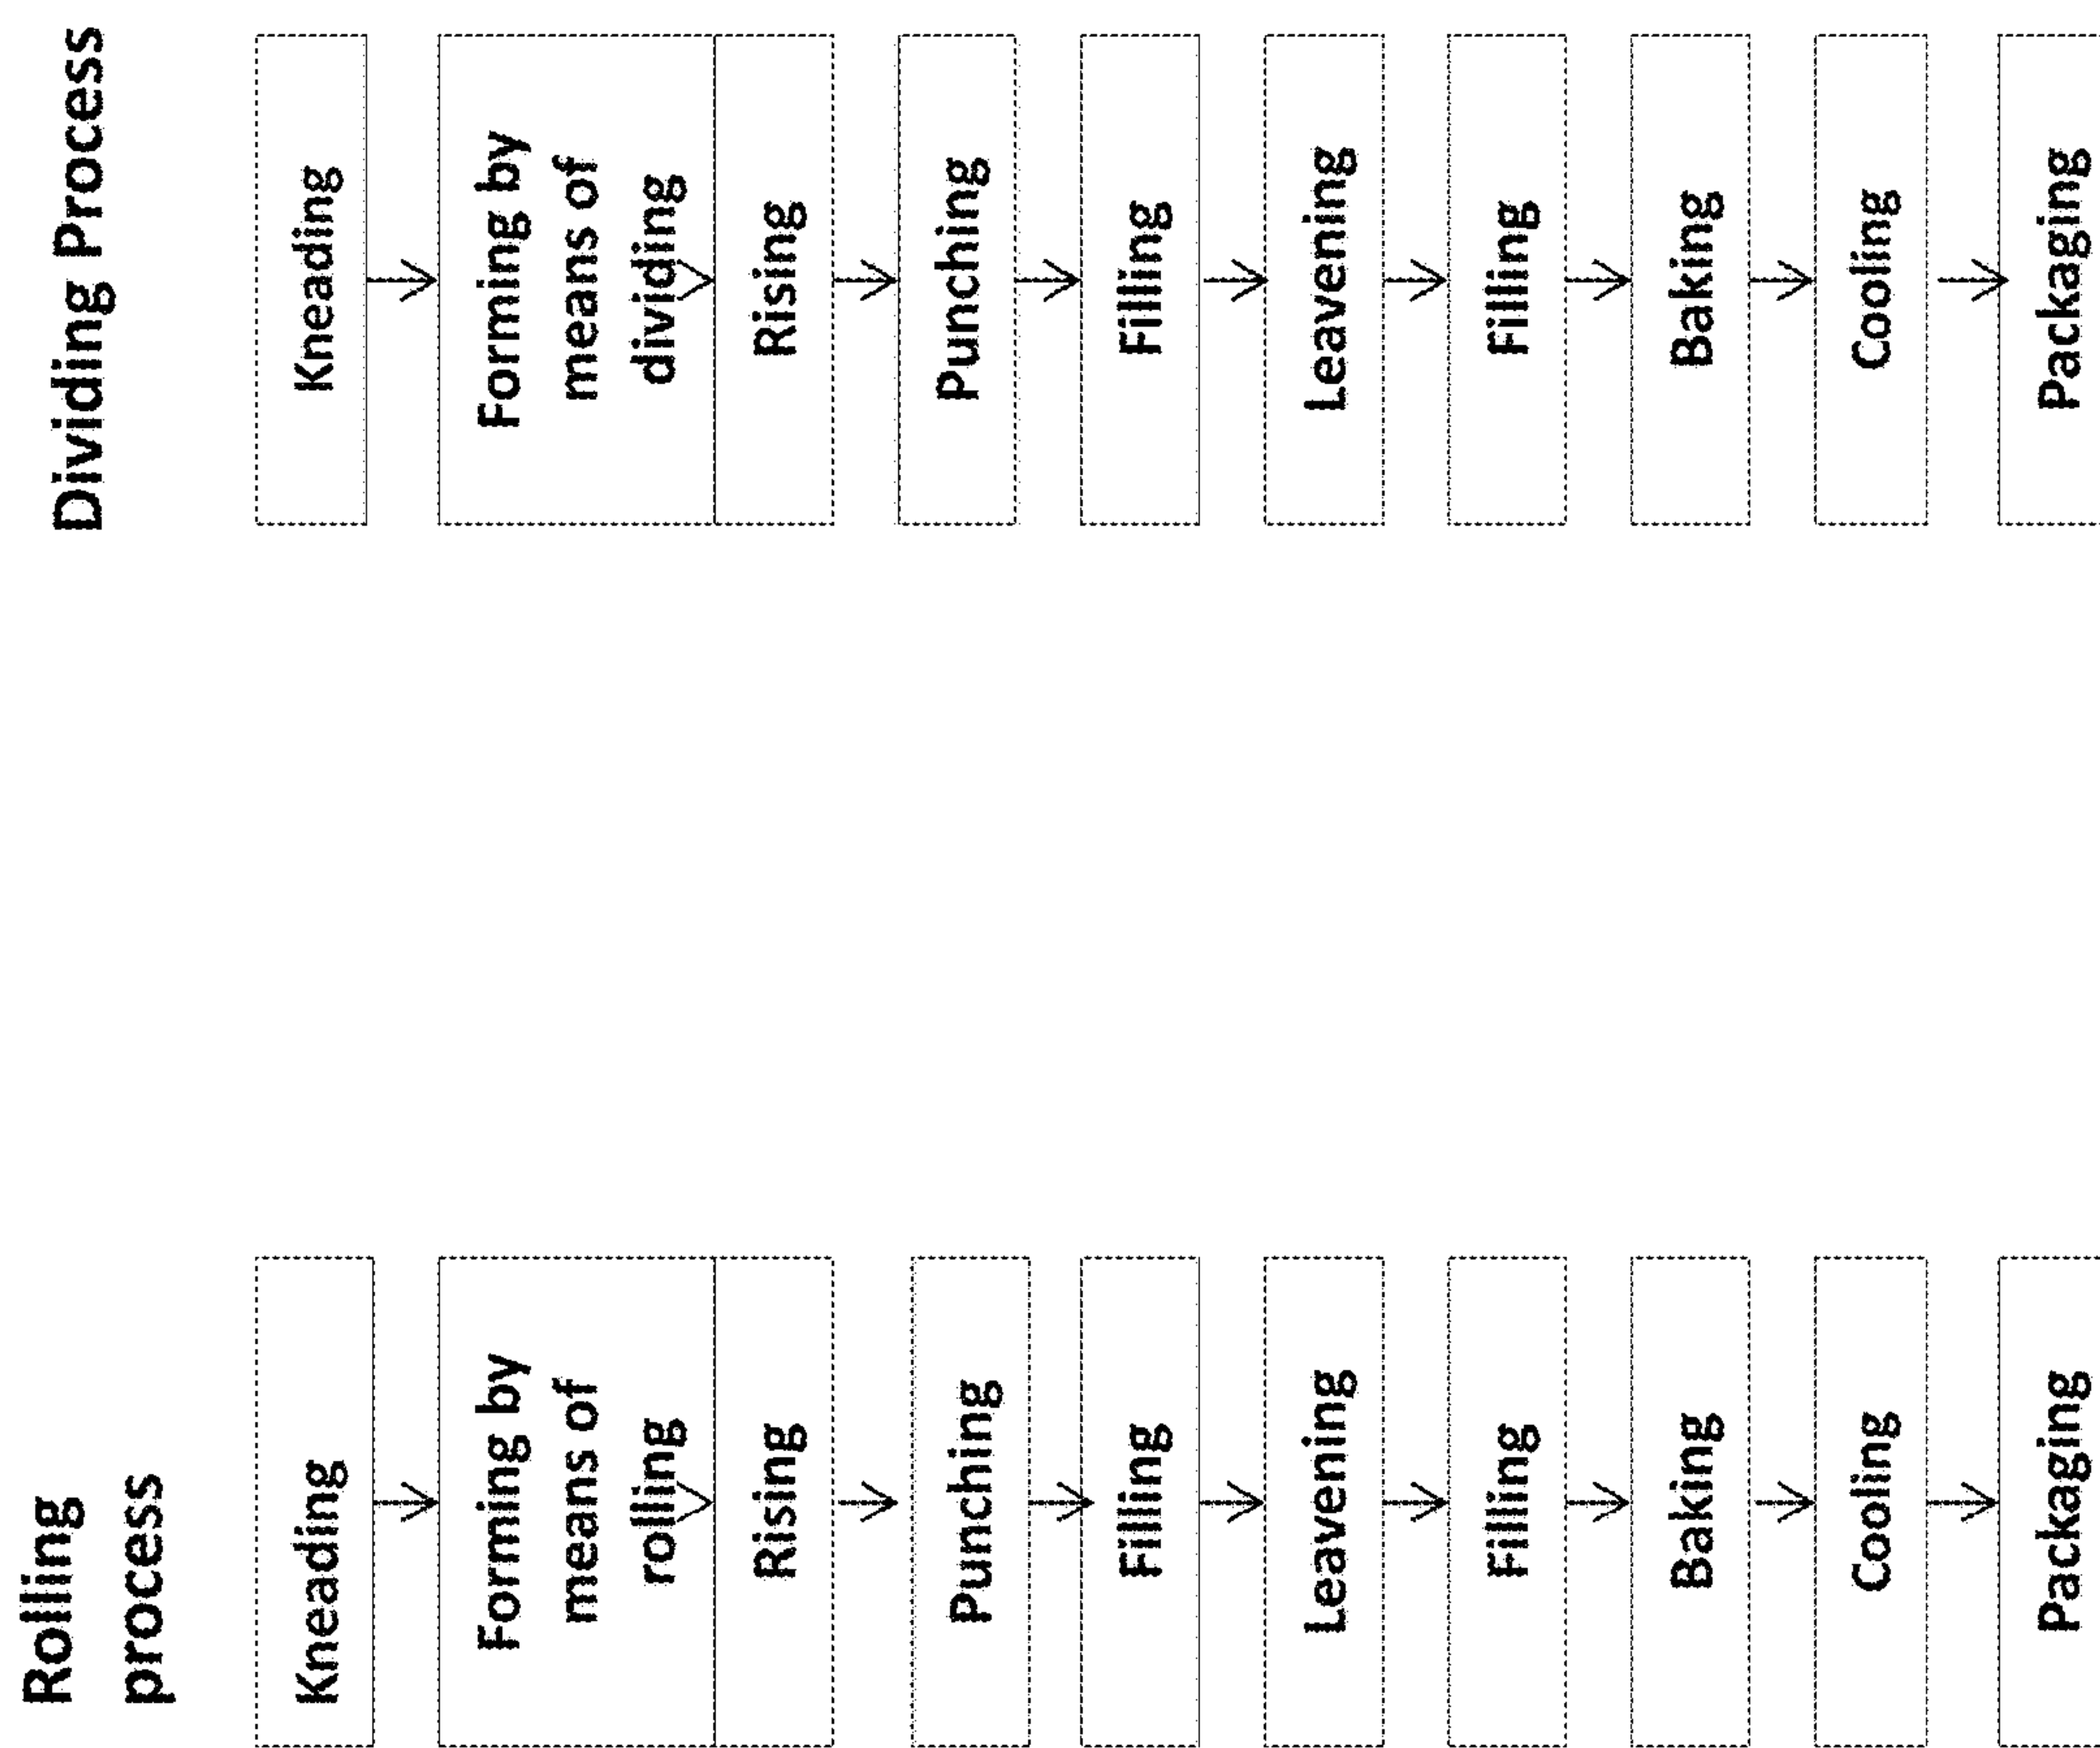 Rolling
process
Kneading
Forming by
means of
rolling
Rising
Punching
Filling
Leavening
Filling
Baking
Cooling
Packaging
Dividing Process
Kneading
Forming by
means of
dividing
Rising
Punching
Filling
Leavening
Filling
Baking
Cooling
Packaging